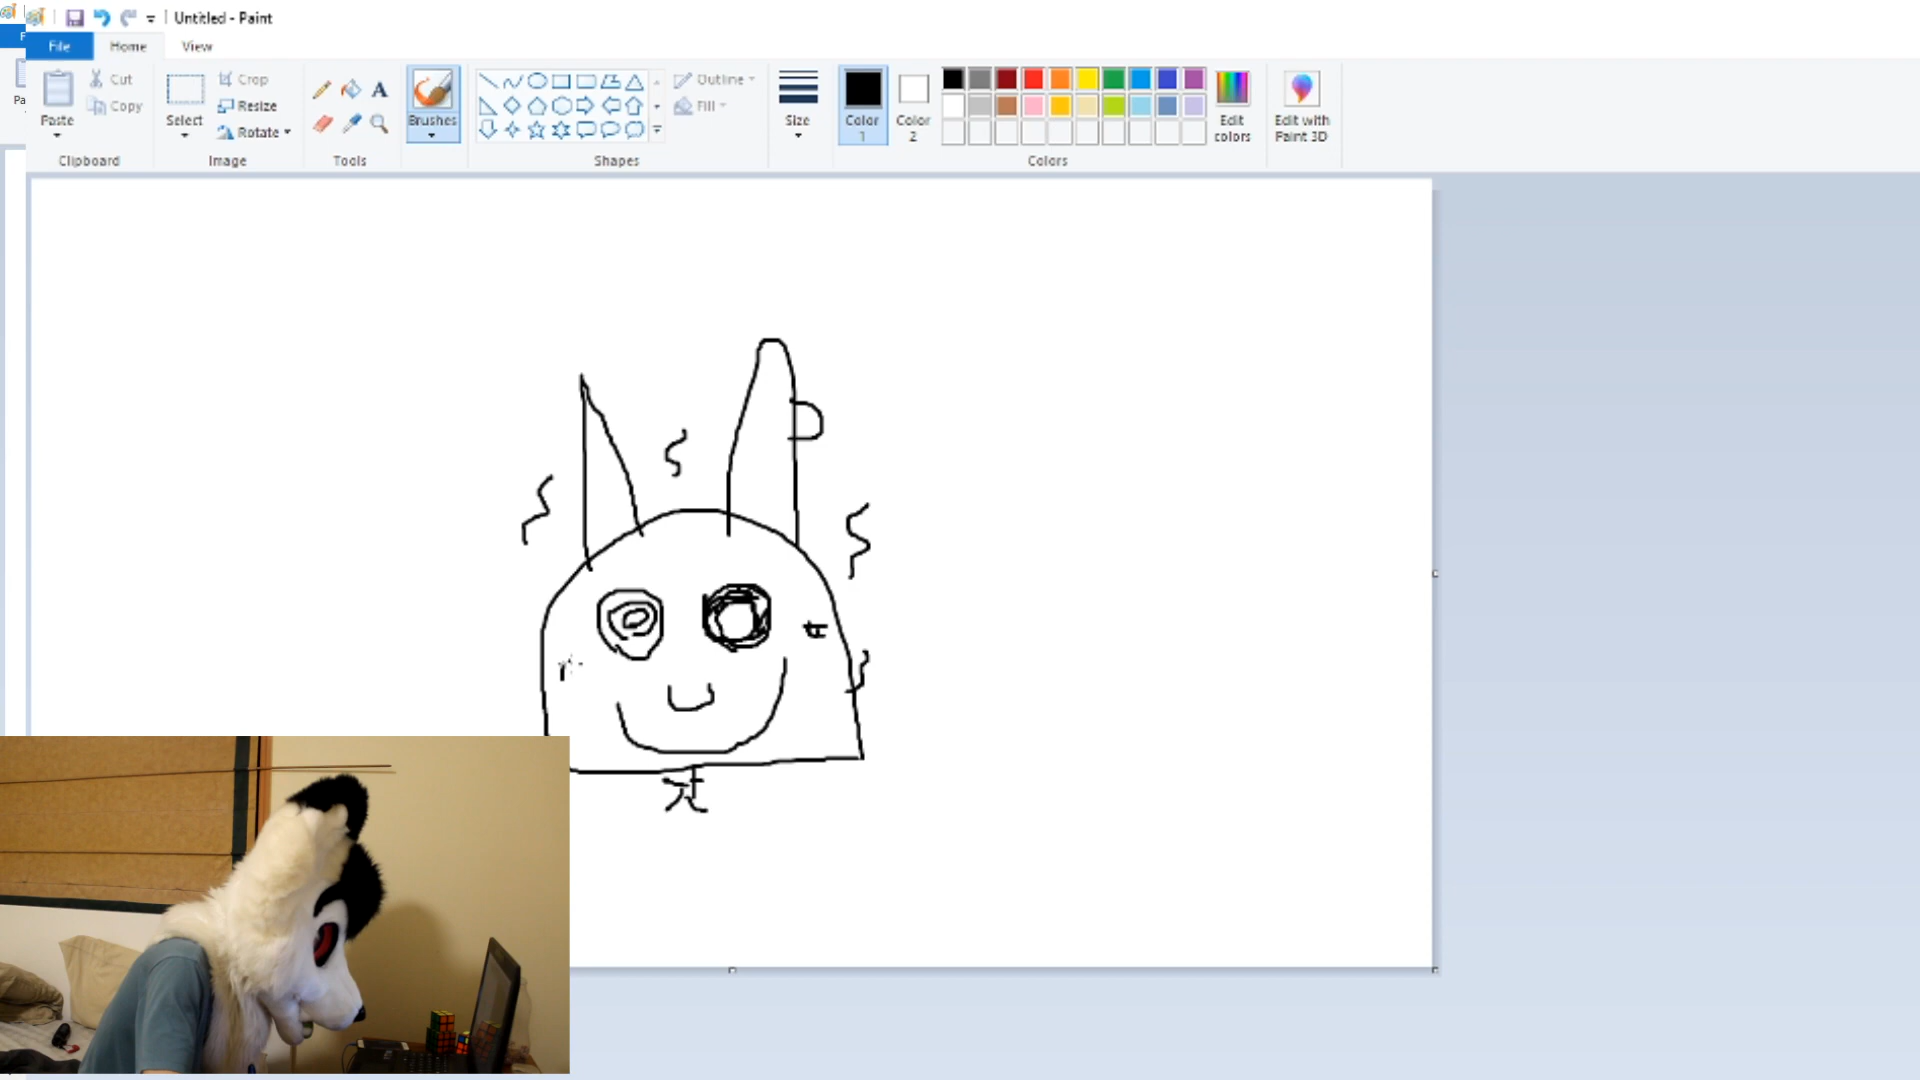 Untitled - Paint
File Home View
Paste
Cut
Copy
Clipboard
Select
Crop
Resize
Rotate
Image
A
Tools
Brushes
Shapes
Outline
Fill
Size
Color 1
Color 2
Colors
Edit colors
Edit with Paint 3D